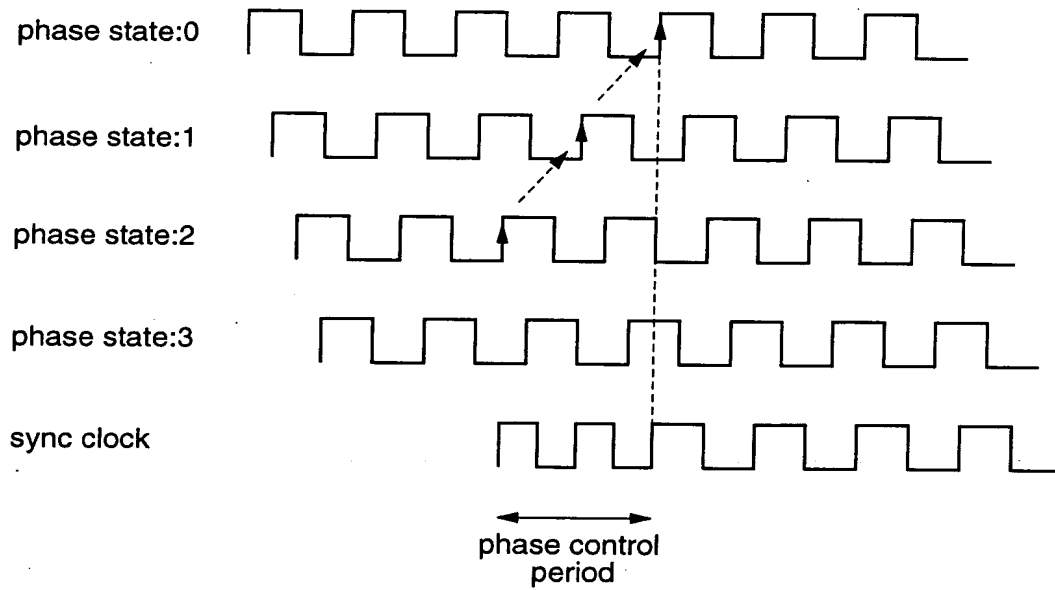 phase state:0
phase state:1
phase state:2
phase state:3
sync clock
phase control
period